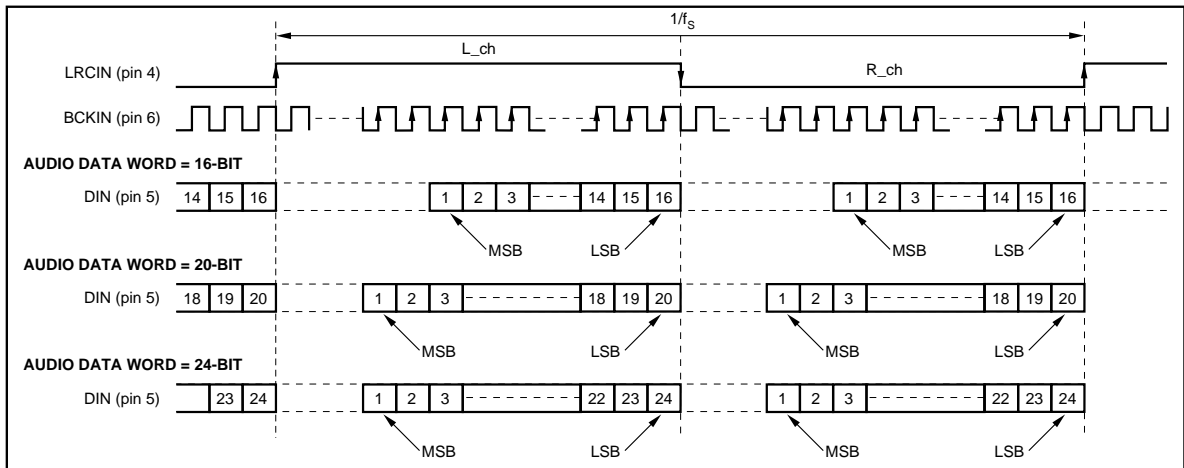 1/fS
L_ch
LRCIN (pin 4)
R_ch
BCKIN (pin 6)
AUDIO DATA WORD = 16-BIT
DIN (pin 5) 14 15 16 1 2 3 14 15 16 1 2 3 14 15 16
MSB LSB MSB LSB
AUDIO DATA WORD = 20-BIT
DIN (pin 5) 18 19 20 1 2 3 18 19 20 1 2 3 18 19 20
MSB LSB MSB LSB
AUDIO DATA WORD = 24-BIT
DIN (pin 5) 23 24 1 2 3 22 23 24 1 2 3 22 23 24
MSB LSB MSB LSB